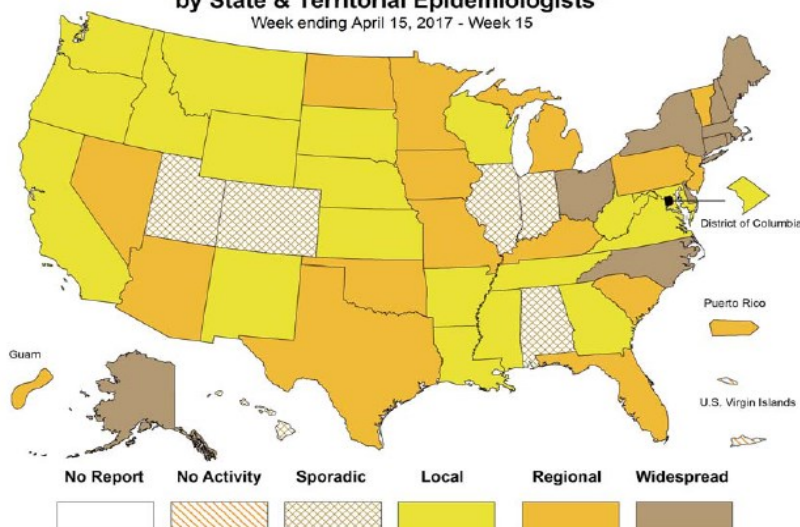 by State & Territorial Epidemiologists
Week ending April 15, 2017 - Week 15
District of Columbia
Puerto Rico
Guam
U.S. Virgin Islands
No Report
No Activity
Sporadic
Local
Regional
Widespread